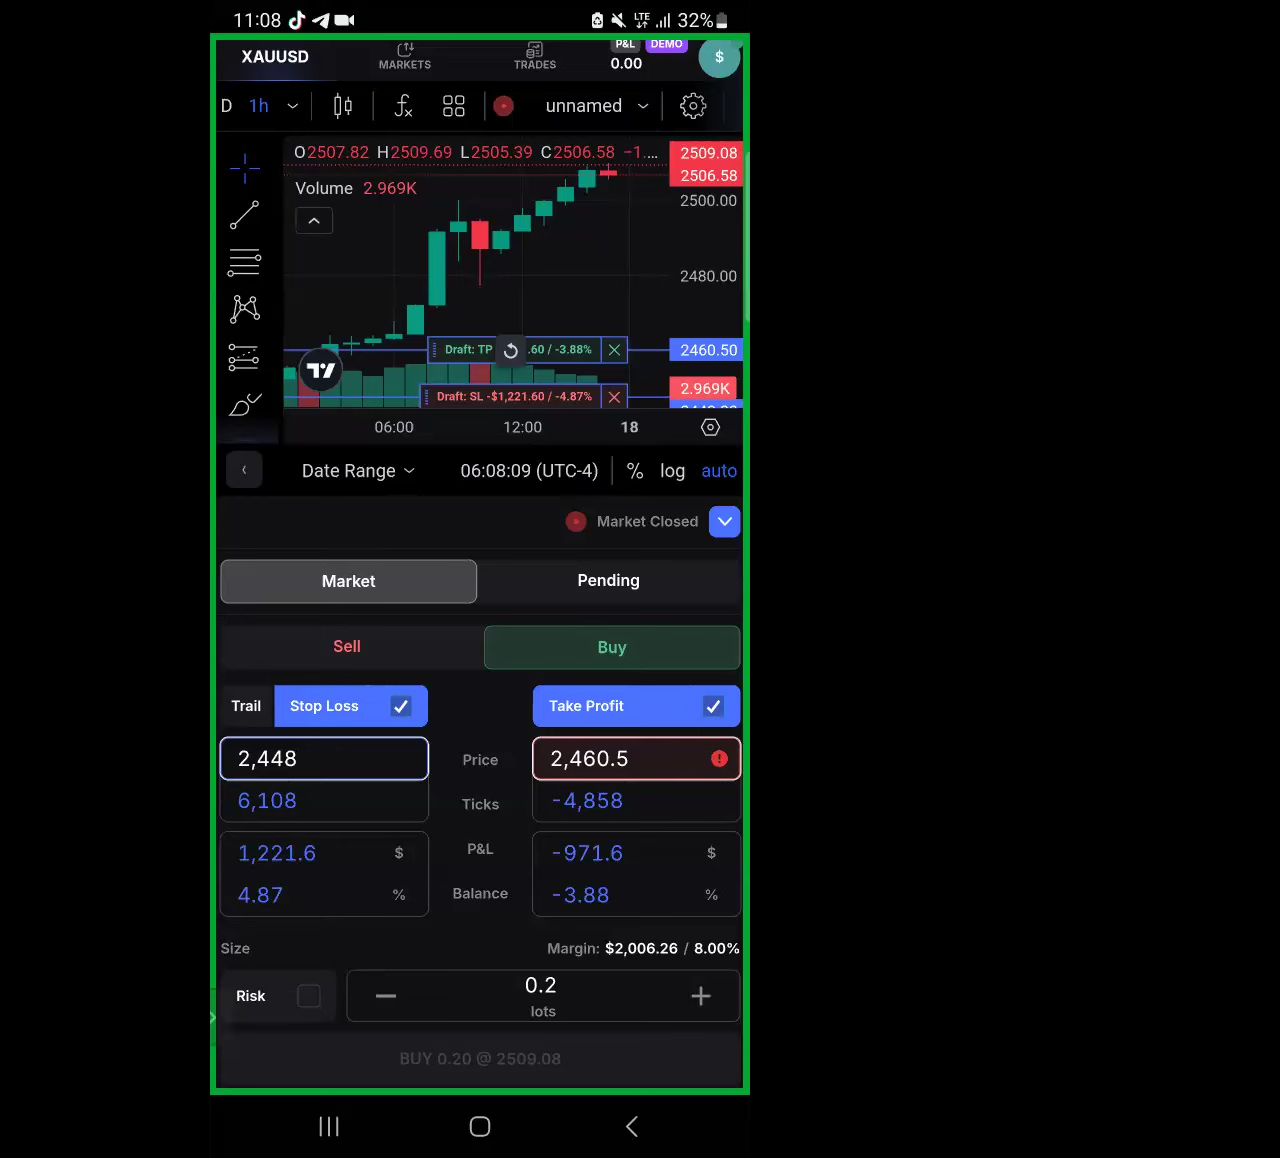 11:08 LTE 32%
XAUUSD MARKETS TRADES P&L DEMO 0.00 $
D 1h unnamed
O2507.82 H2509.69 L2505.39 C2506.58 −1.... 2509.08
2506.58
Volume 2.969K
2500.00
2480.00
Draft: TP .60 / -3.88% 2460.50
2.969K
Draft: SL -$1,221.60 / -4.87%
06:00 12:00 18
Date Range 06:08:09 (UTC-4) % log auto
Market Closed
Market Pending
Sell Buy
Trail Stop Loss Take Profit
2,448 Price 2,460.5
6,108 Ticks -4,858
1,221.6 $ P&L -971.6 $
4.87 % Balance -3.88 %
Size Margin: $2,006.26 / 8.00%
Risk 0.2
lots
BUY 0.20 @ 2509.08